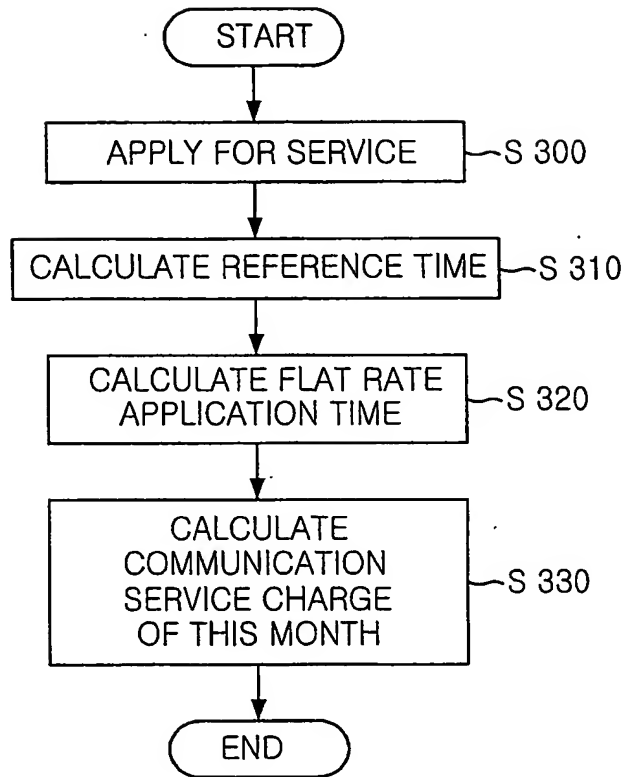 START
APPLY FOR SERVICE
S 300
CALCULATE REFERENCE TIME
S 310
CALCULATE FLAT RATE
APPLICATION TIME
S 320
CALCULATE
COMMUNICATION
SERVICE CHARGE
OF THIS MONTH
S 330
END